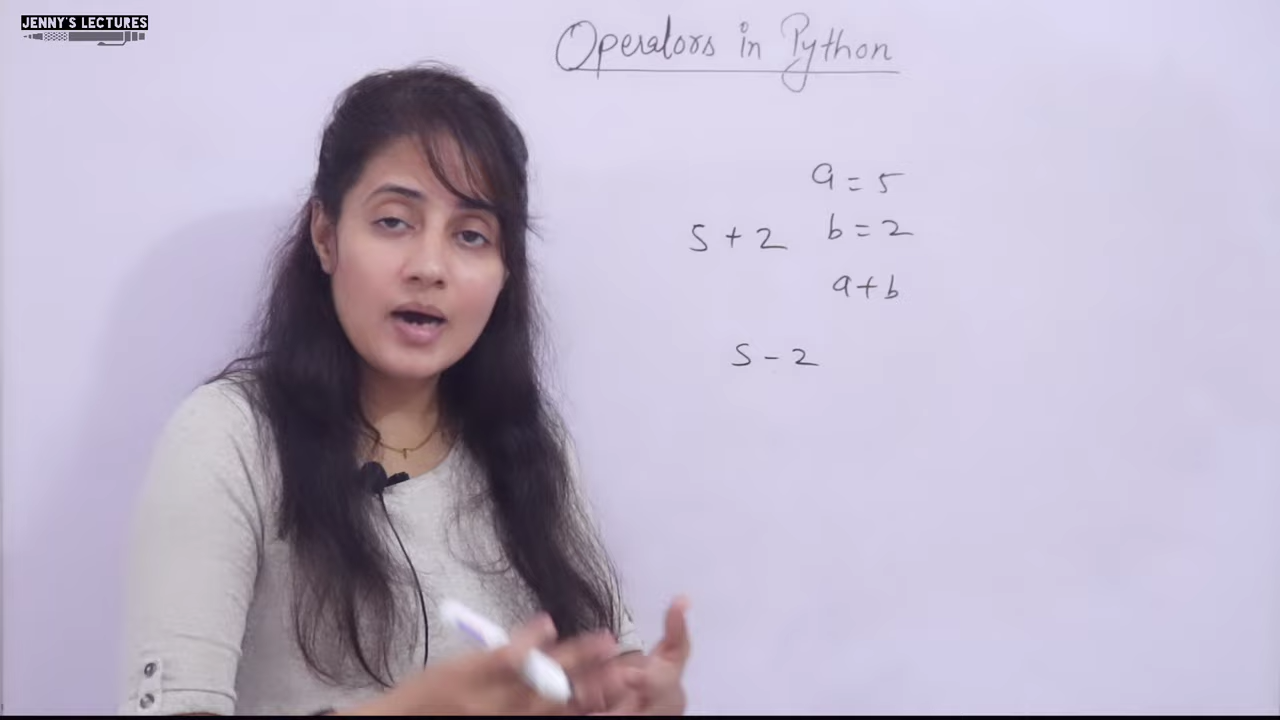 JENNY'S LECTURES
Operators in Python
a = 5
5 + 2 b = 2
a + b
5 - 2